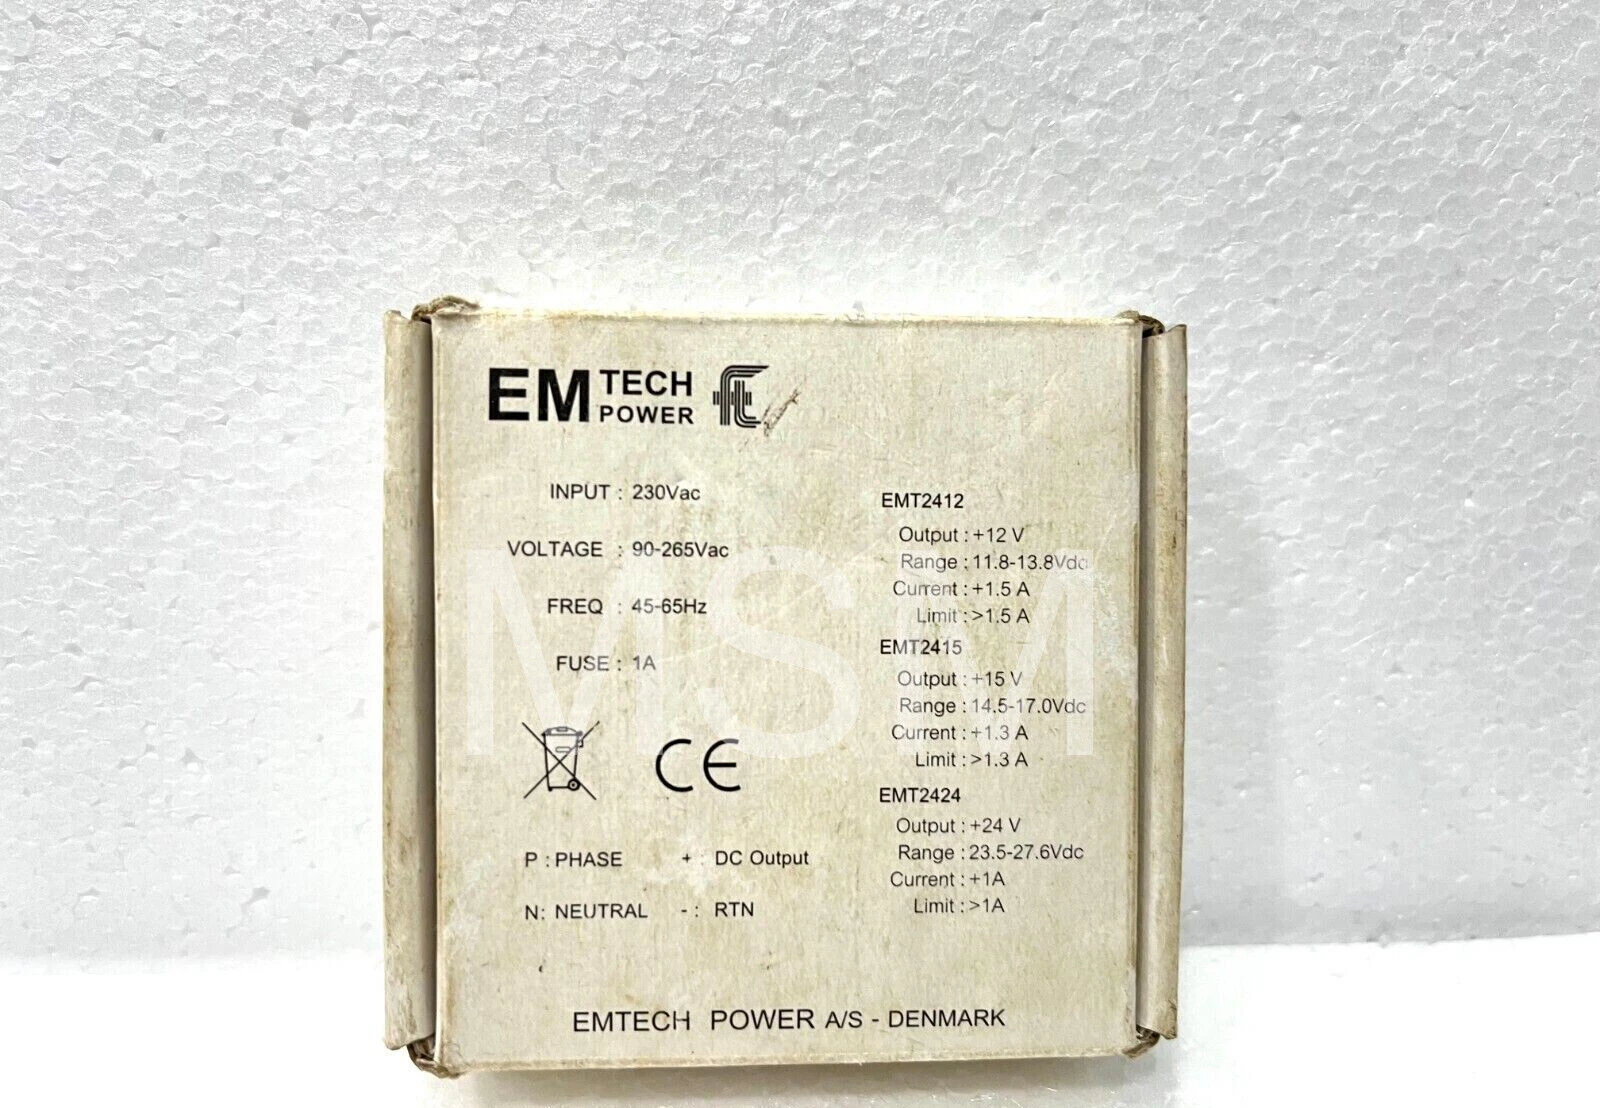 EM TECH
POWER
INPUT : 230Vac
VOLTAGE : 90-265Vac
FREQ : 45-65Hz
FUSE : 1A
CE
P : PHASE + : DC Output
N: NEUTRAL - : RTN
EMT2412
Output : +12 V
Range : 11.8-13.8Vdc
Current : +1.5 A
Limit : >1.5 A
EMT2415
Output : +15 V
Range : 14.5-17.0Vdc
Current : +1.3 A
Limit : >1.3 A
EMT2424
Output : +24 V
Range : 23.5-27.6Vdc
Current : +1A
Limit : >1A
EMTECH POWER A/S - DENMARK
MSM